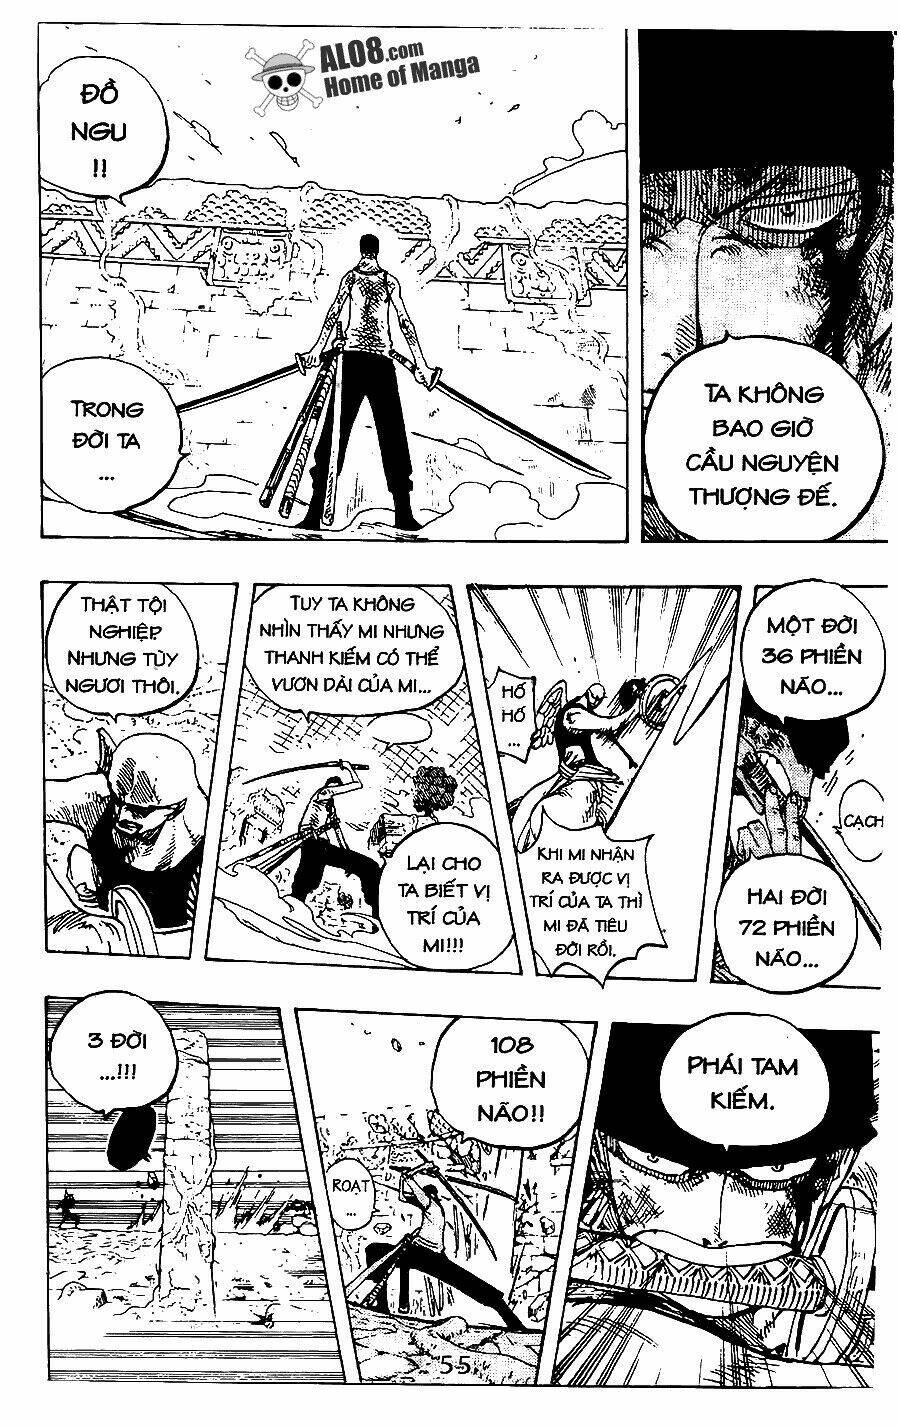 ALO8.com
Home of Manga
ĐỒ
NGU
!!
TRONG
ĐỜI TA
...
TA KHÔNG
BAO GIỜ
CẦU NGUYỆN
THƯỢNG ĐẾ.
THẬT TỘI
NGHIỆP.
NHƯNG TÙY
NGƯƠI THÔI.
TUY TA KHÔNG
NHÌN THẤY MI NHƯNG
THANH KIẾM CÓ THỂ
VƯƠN DÀI CỦA MI...
LẠI CHO
TA BIẾT VỊ
TRÍ CỦA
MI!!!
HỐ
HỐ
...
KHI MI NHẬN
RA ĐƯỢC VỊ
TRÍ CỦA TA THÌ
MI ĐÃ TIÊU
ĐỜI RỒI.
MỘT ĐỜI
36 PHIỀN
NÃO...
CẠCH
HAI ĐỜI
72 PHIỀN
NÃO...
3 ĐỜI
...!!!
108
PHIỀN
NÃO!!
ROẠT
...
PHÁI TAM
KIẾM.
55